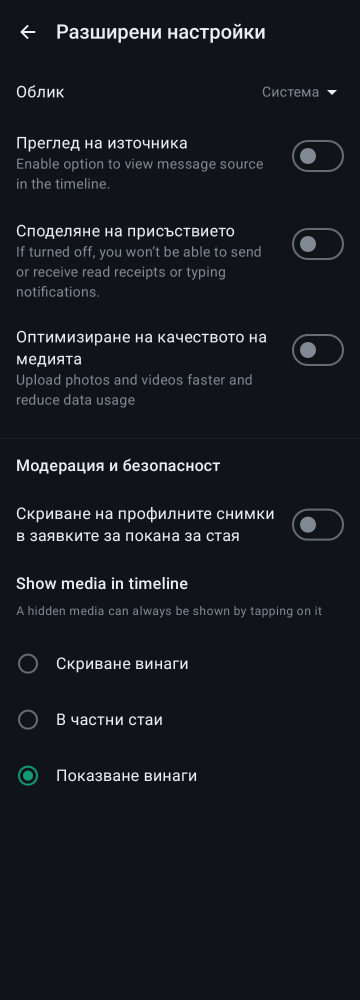 Разширени настройки
Облик
Система
Преглед на източника
Enable option to view message source
in the timeline.
Споделяне на присъствието
If turned off, you won't be able to send
or receive read receipts or typing
notifications.
Оптимизиране на качеството на
медията
Upload photos and videos faster and
reduce data usage
Модерация и безопасност
Скриване на профилните снимки
в заявките за покана за стая
Show media in timeline
A hidden media can always be shown by tapping on it
Скриване винаги
В частни стаи
Показване винаги